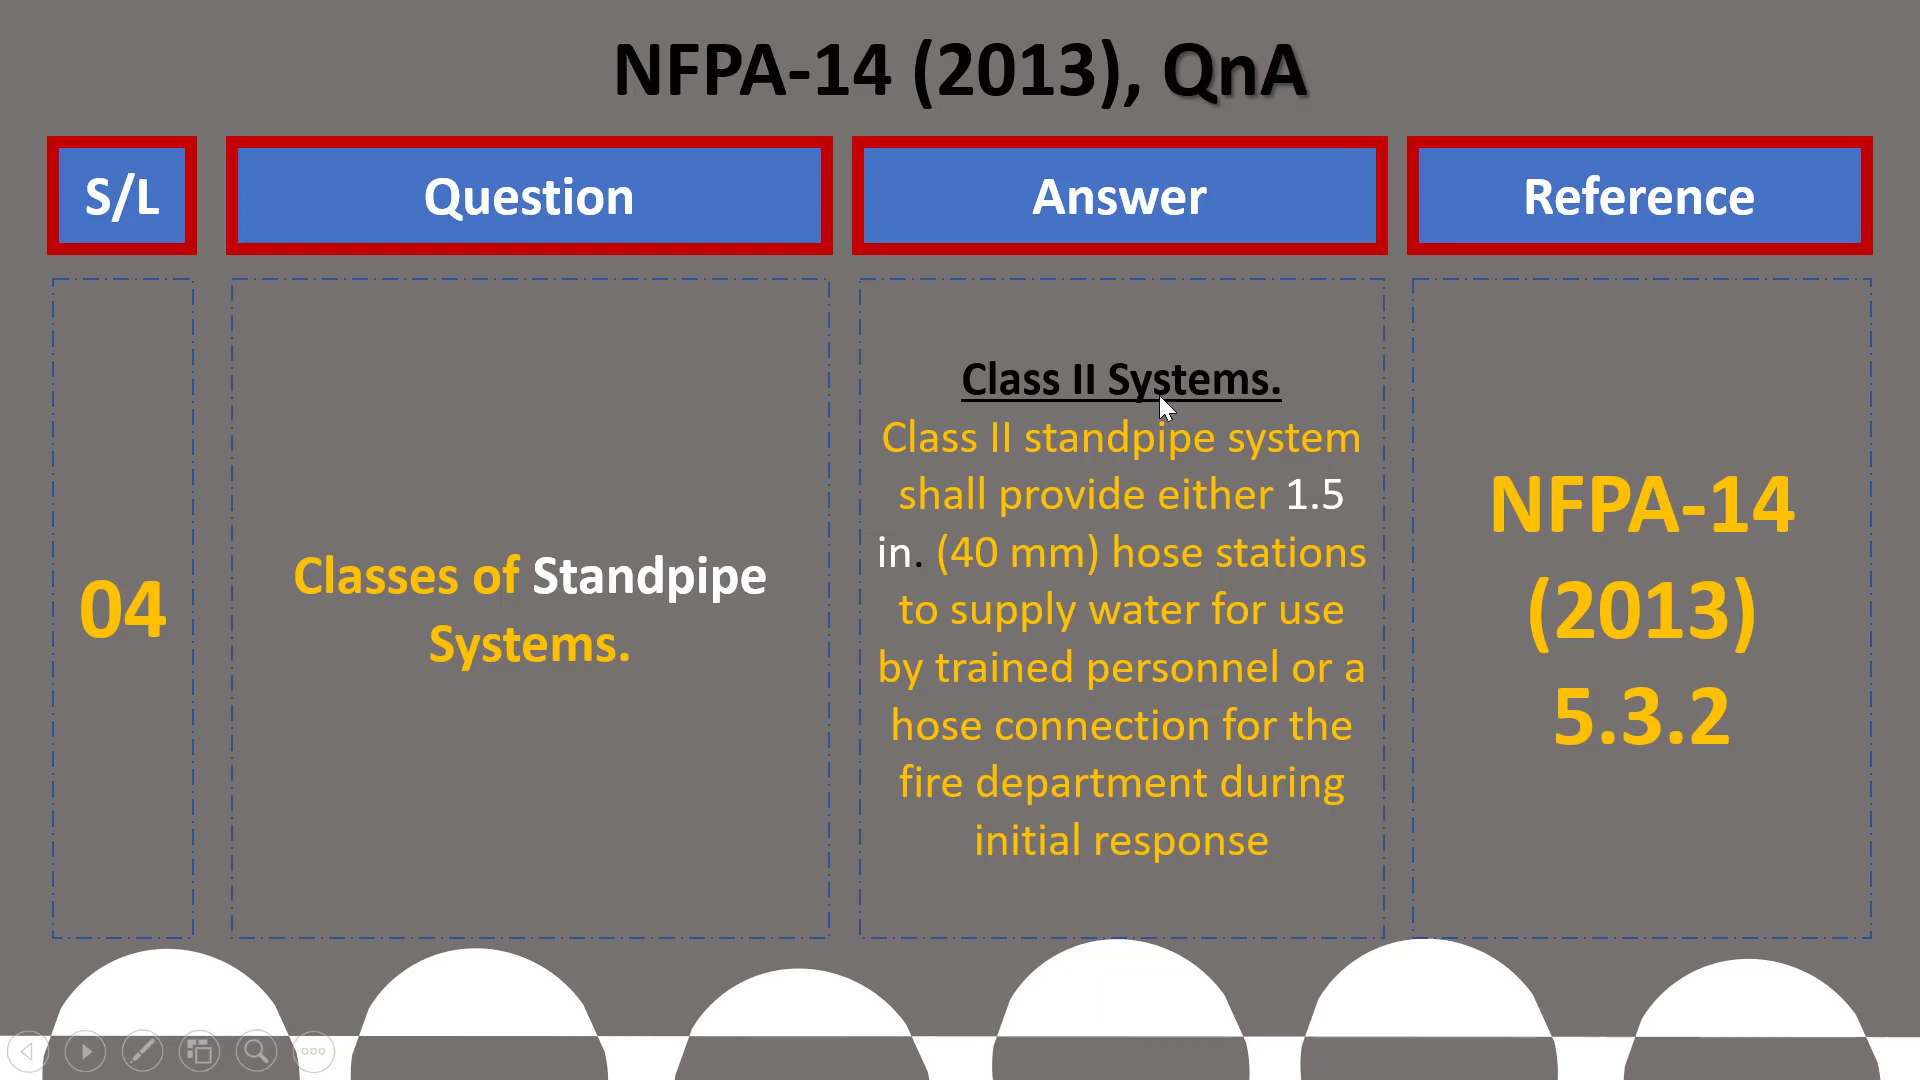 NFPA-14 (2013), QnA
S/L
Question
Answer
Reference
04
Classes of Standpipe
Systems.
Class II Systems.
Class II standpipe system
shall provide either 1.5
in. (40 mm) hose stations
to supply water for use
by trained personnel or a
hose connection for the
fire department during
initial response
NFPA-14
(2013)
5.3.2